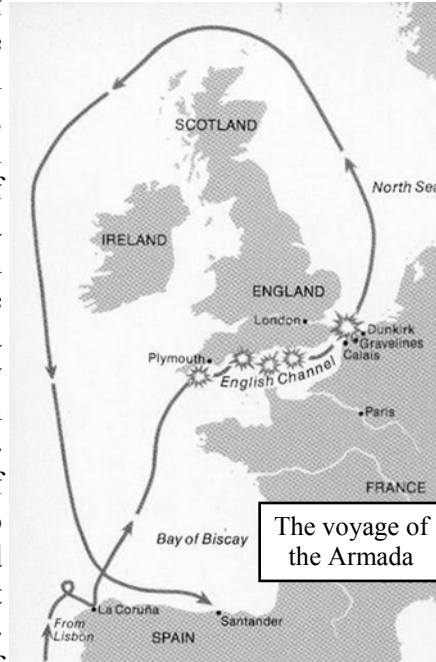 SCOTLAND
North Sea
IRELAND
ENGLAND
London
Dunkirk
Gravelines
Calais
Plymouth
English Channel
Paris
FRANCE
The voyage of
the Armada
Bay of Biscay
La Coruña
From
Lisbon
Santander
SPAIN